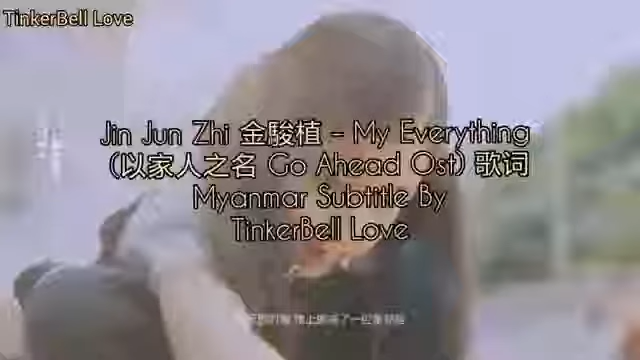 TinkerBell Love
Jin Jun Zhi 金駿植 - My Everything
(以家人之名 Go Ahead Ost) 歌词
Myanmar Subtitle By
TinkerBell Love